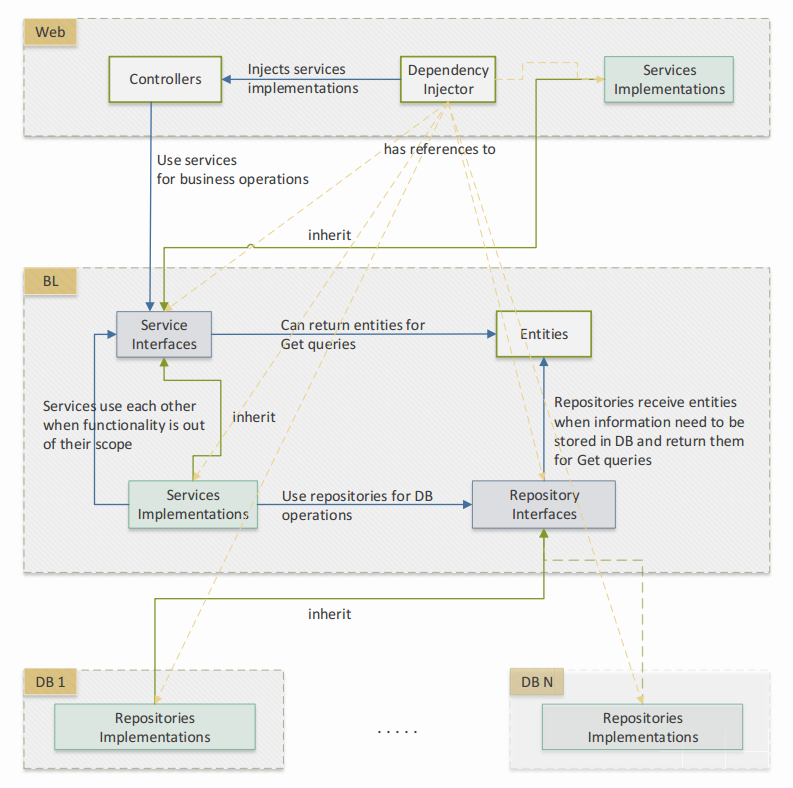 Web
Controllers
Injects services
implementations
Dependency
Injector
Services
Implementations
Use services
for business operations
has references to
inherit
BL
Service
Interfaces
Can return entities for
Get queries
Entities
Services use each other
when functionality is out
of their scope
inherit
Repositories receive entities
when information need to be
stored in DB and return them
for Get queries
Services
Implementations
Use repositories for DB
operations
Repository
Interfaces
inherit
DB 1
Repositories
Implementations
.....
DB N
Repositories
Implementations